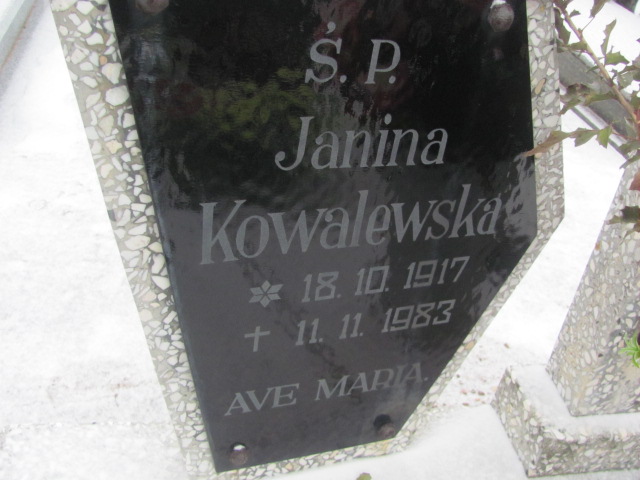 Ś. P.
Janina
Kowalewska
* 18. 10. 1917
+ 11. 11. 1983
AVE MARIA.